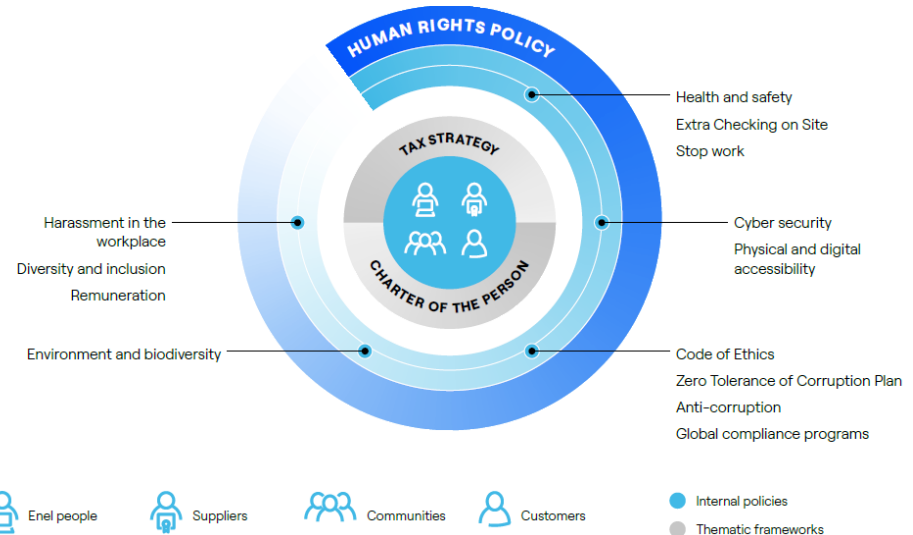 HUMAN RIGHTS POLICY
TAX STRATEGY
CHARTER OF THE PERSON
Health and safety
Extra Checking on Site
Stop work
Cyber security
Physical and digital
accessibility
Code of Ethics
Zero Tolerance of Corruption Plan
Anti-corruption
Global compliance programs
Harassment in the
workplace
Diversity and inclusion
Remuneration
Environment and biodiversity
Enel people
Suppliers
Communities
Customers
Internal policies
Thematic frameworks